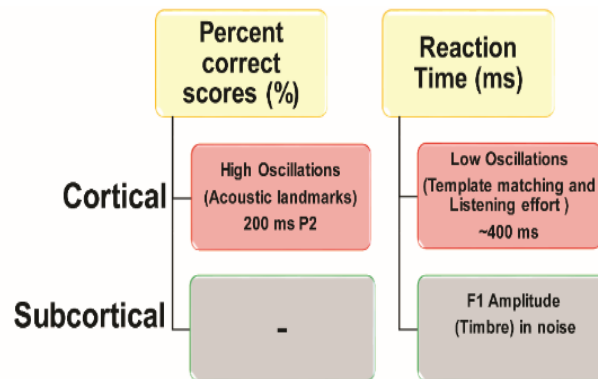 Percent
correct
scores (%)
Reaction
Time (ms)
Cortical
High Oscillations
(Acoustic landmarks)
200 ms P2
Low Oscillations
(Template matching and
Listening effort )
~400 ms
Subcortical
-
F1 Amplitude
(Timbre) in noise